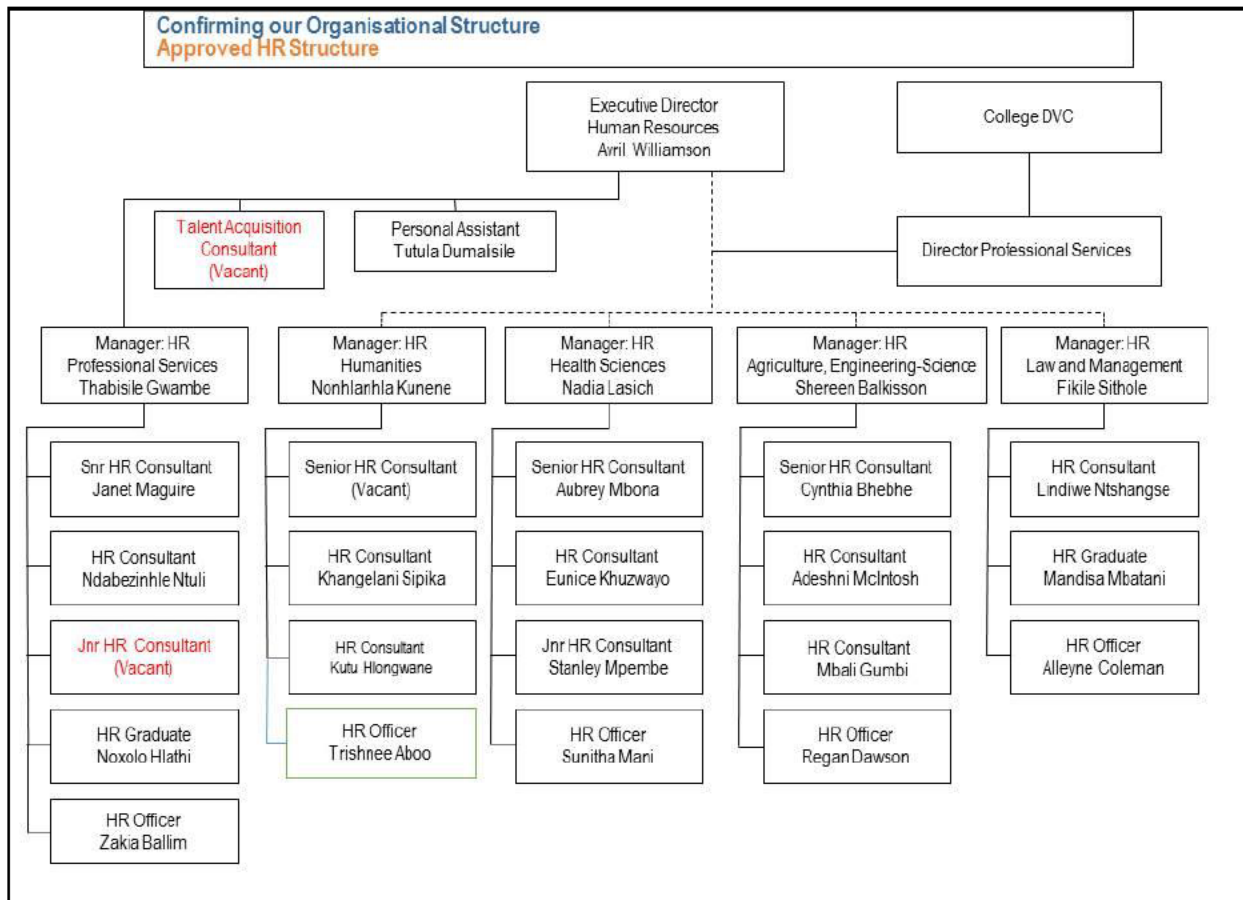 Confirming our Organisational Structure
Approved HR Structure
Executive Director
Human Resources
Avril Williamson
College DVC
Talent Acquisition
Consultant
(Vacant)
Personal Assistant
Tutula Dumalsile
Director Professional Services
Manager: HR
Professional Services
Thabisile Gwambe
Manager: HR
Humanities
Nonhlanhla Kunene
Manager: HR
Health Sciences
Nadia Lasich
Manager: HR
Agriculture, Engineering-Science
Shereen Balkisson
Manager: HR
Law and Management
Fikile Sithole
Snr HR Consultant
Janet Maguire
Senior HR Consultant
(Vacant)
Senior HR Consultant
Aubrey Mbona
Senior HR Consultant
Cynthia Bhebhe
HR Consultant
Lindiwe Ntshangse
HR Consultant
Ndabezinhle Ntuli
HR Consultant
Khangelani Sipika
HR Consultant
Eunice Khuzwayo
HR Consultant
Adeshni McIntosh
HR Graduate
Mandisa Mbatani
Jnr HR Consultant
(Vacant)
HR Consultant
Kutu Hlongwane
Jnr HR Consultant
Stanley Mpembe
HR Consultant
Mbali Gumbi
HR Officer
Alleyne Coleman
HR Graduate
Noxolo Hlathi
HR Officer
Trishnee Aboo
HR Officer
Sunitha Mani
HR Officer
Regan Dawson
HR Officer
Zakia Ballim